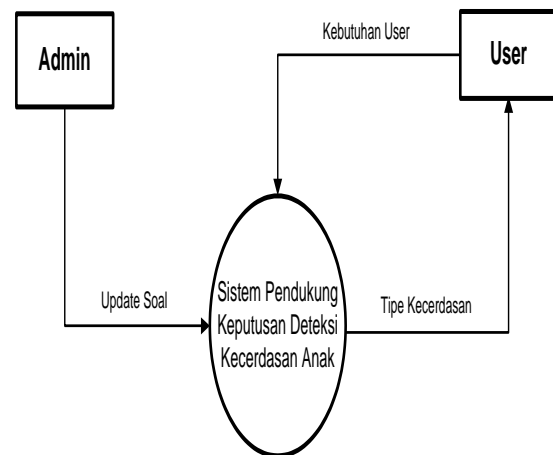 Admin
Kebutuhan User
User
Update Soal
Sistem Pendukung
Keputusan Deteksi
Kecerdasan Anak
Tipe Kecerdasan